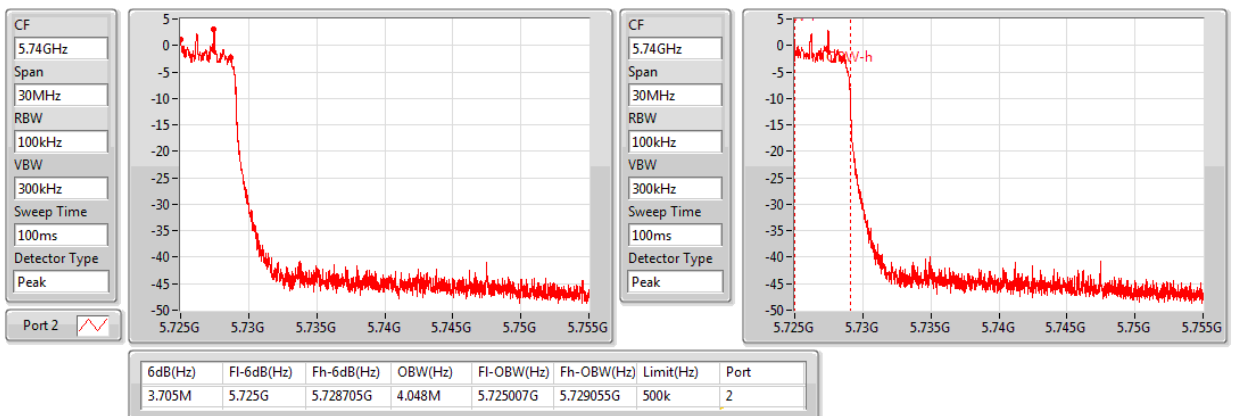 CF
5.74GHz
Span
30MHz
RBW
100kHz
VBW
300kHz
Sweep Time
100ms
Detector Type
Peak
Port 2
5-
0-
-5-
-10-
-15-
-20-
-25-
-30-
-35-
-40-
-45-
-50-
5.725G 5.73G 5.735G 5.74G 5.745G 5.75G 5.755G
CF
5.74GHz
Span
30MHz
RBW
100kHz
VBW
300kHz
Sweep Time
100ms
Detector Type
Peak
5-
0-
-5-
-10-
-15-
-20-
-25-
-30-
-35-
-40-
-45-
-50-
5.725G 5.73G 5.735G 5.74G 5.745G 5.75G 5.755G
6dB(Hz) Fl-6dB(Hz) Fh-6dB(Hz) OBW(Hz) Fl-OBW(Hz) Fh-OBW(Hz) Limit(Hz) Port
3.705M 5.725G 5.728705G 4.048M 5.725007G 5.729055G 500k 2